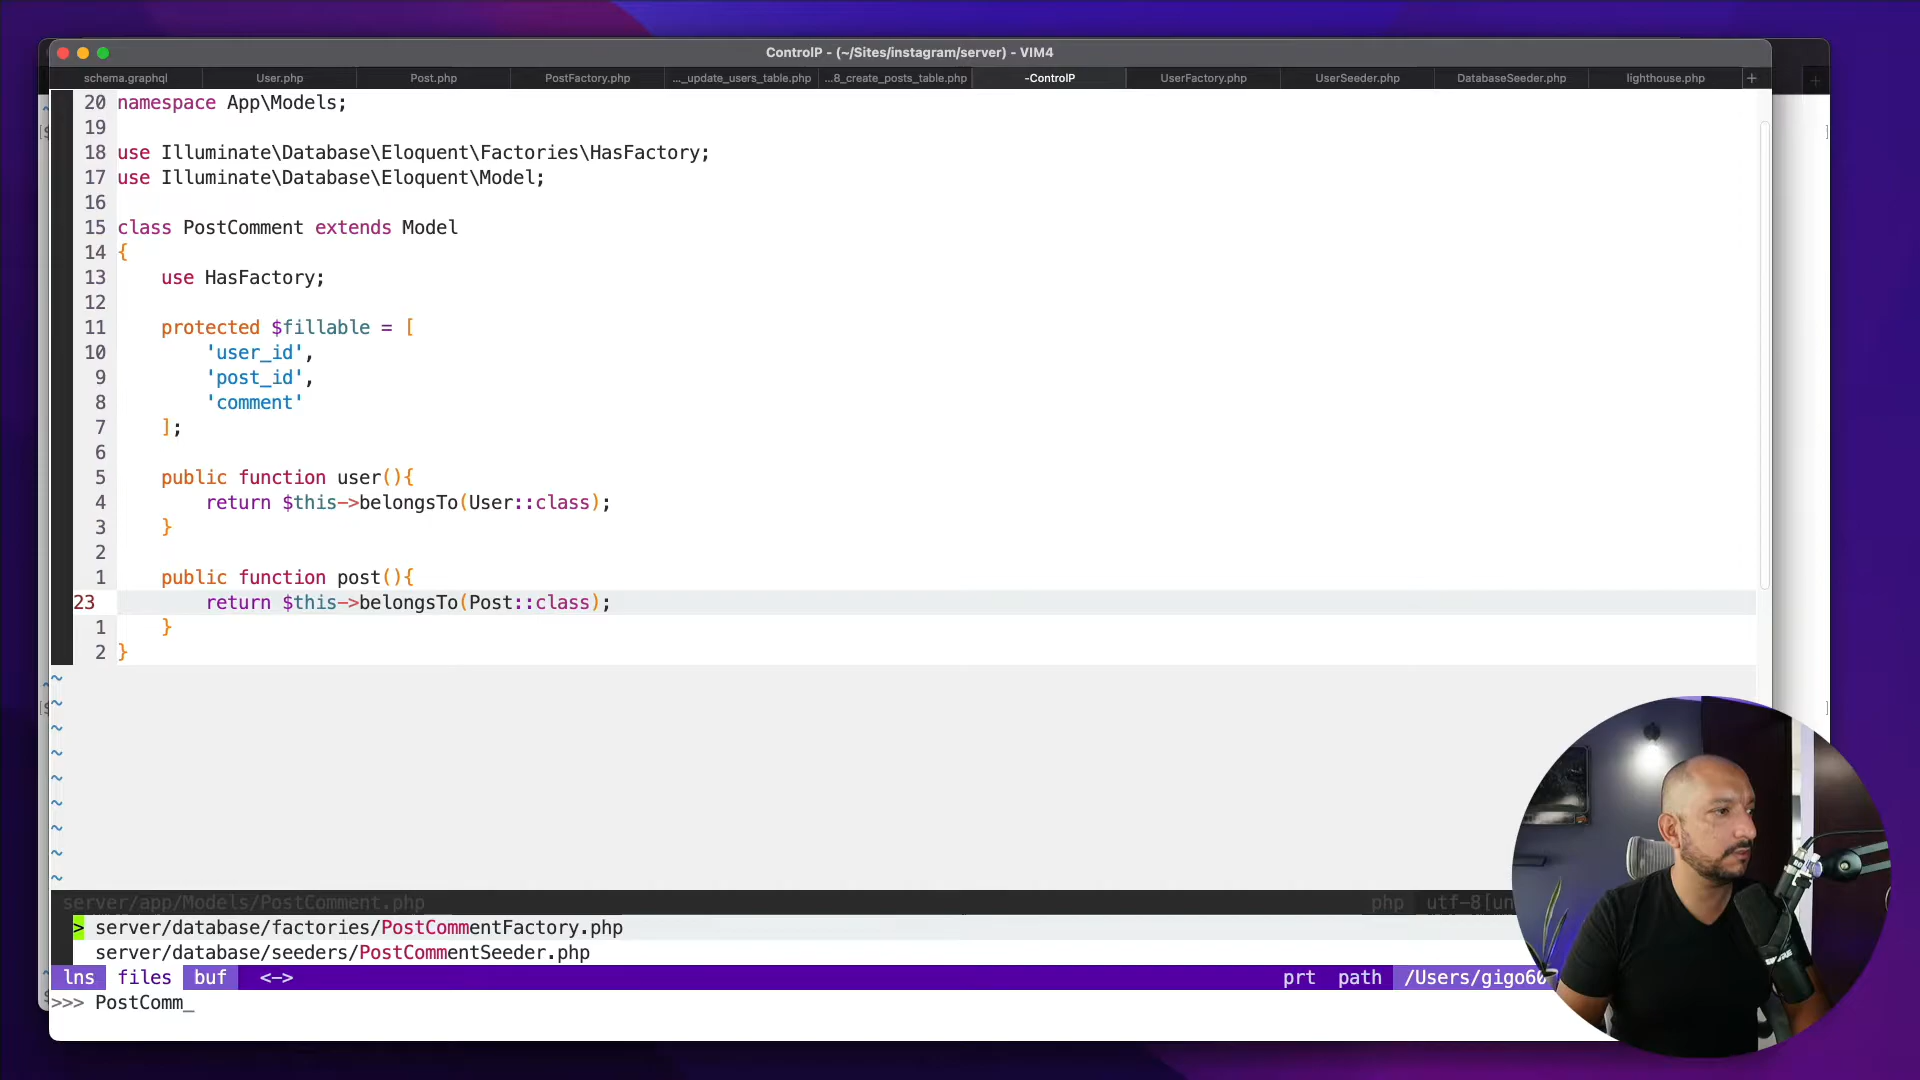 ControlP - (~/Sites/instagram/server) - VIM4
schema.graphql User.php Post.php PostFactory.php ..._update_users_table.php ...8_create_posts_table.php -ControlP UserFactory.php UserSeeder.php DatabaseSeeder.php lighthouse.php +
20 namespace App\Models;
19
18 use Illuminate\Database\Eloquent\Factories\HasFactory;
17 use Illuminate\Database\Eloquent\Model;
16
15 class PostComment extends Model
14 {
13 use HasFactory;
12
11 protected $fillable = [
10 'user_id',
9 'post_id',
8 'comment'
7 ];
6
5 public function user(){
4 return $this->belongsTo(User::class);
3 }
2
1 public function post(){
23 return $this->belongsTo(Post::class);
1 }
2 }
~
~
~
~
~
~
~
~
~
server/app/Models/PostComment.php php utf-8[un
> server/database/factories/PostCommentFactory.php
server/database/seeders/PostCommentSeeder.php
lns files buf <-> prt path /Users/gigo60
>>> PostComm_